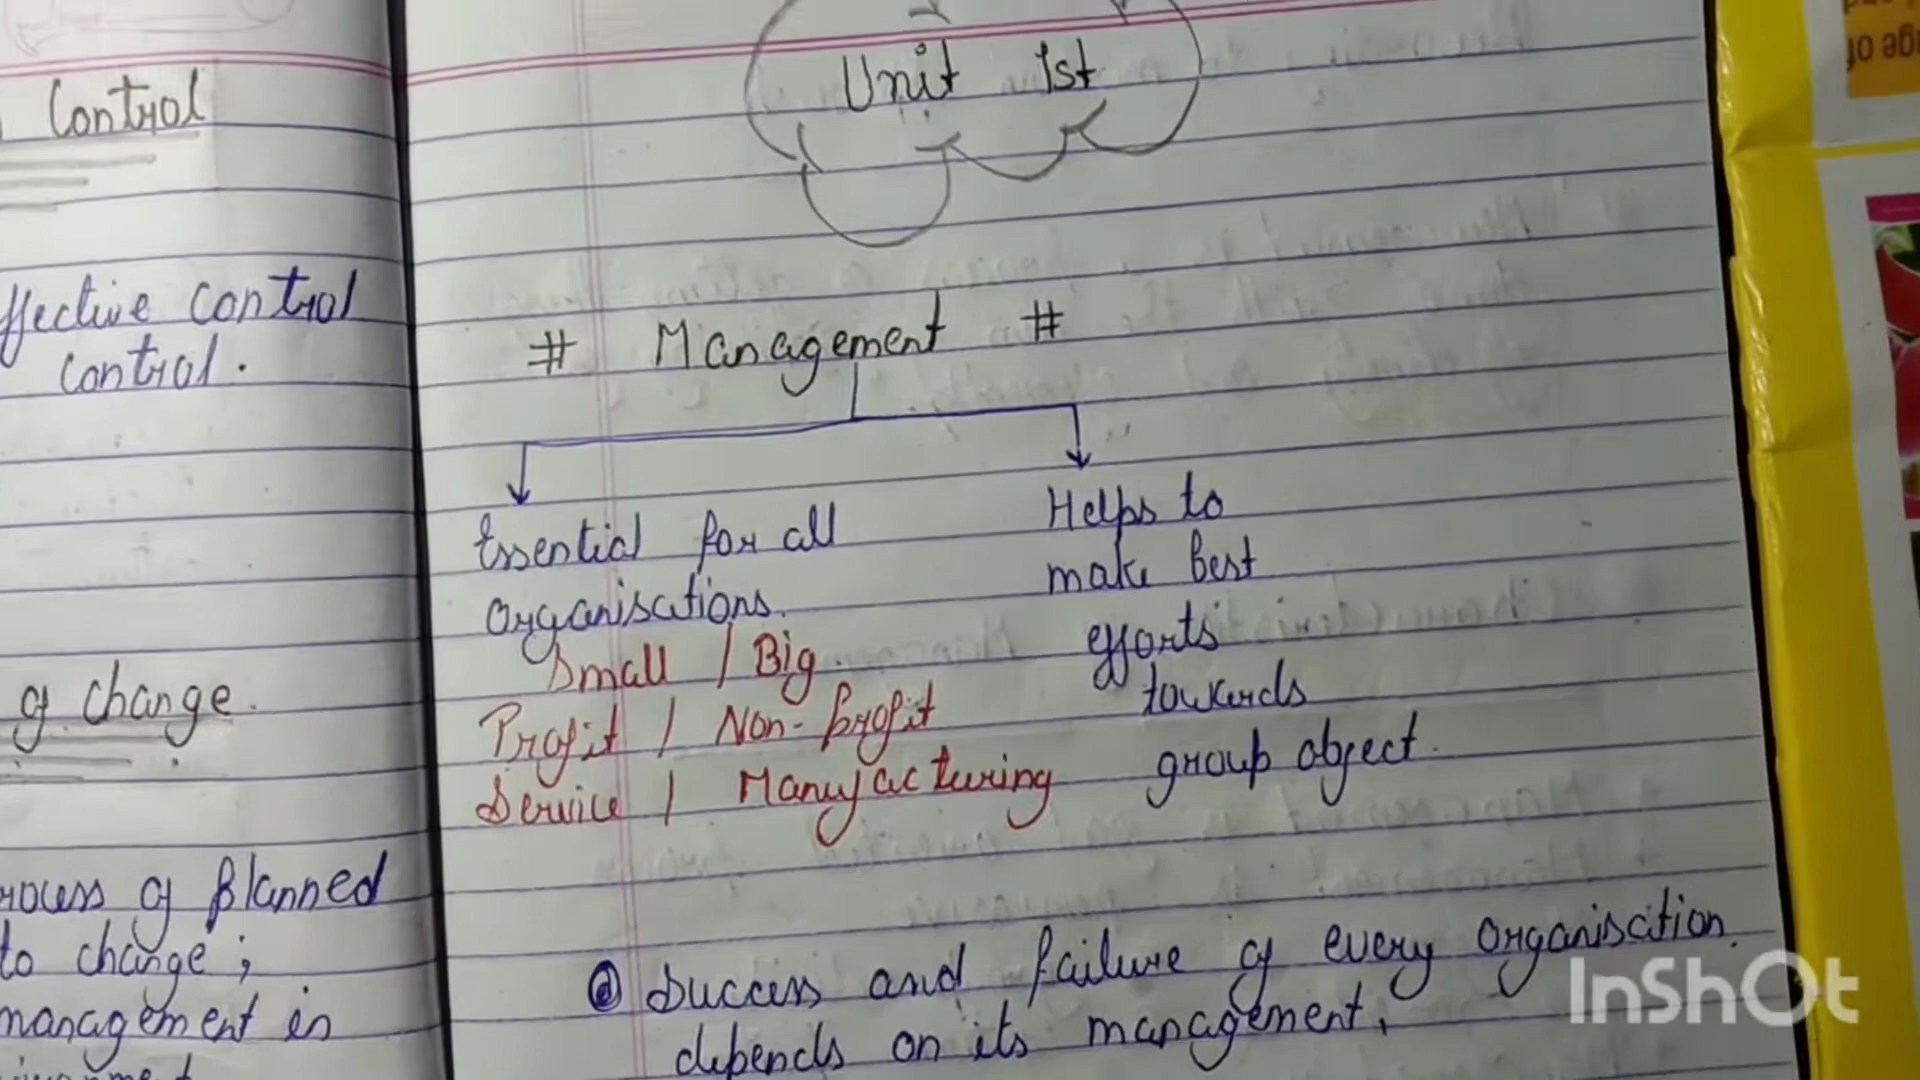 Control
ffective control
control.
of change.
rocess of planned
to change;
management in
Unit 1st
# Management #
Essential for all
organisations.
Small / Big
Profit / Non-profit
Service / Manufacturing
Helps to
make best
efforts
towards
group object.
Success and failure of every organisation.
depends on its management.
InShOt